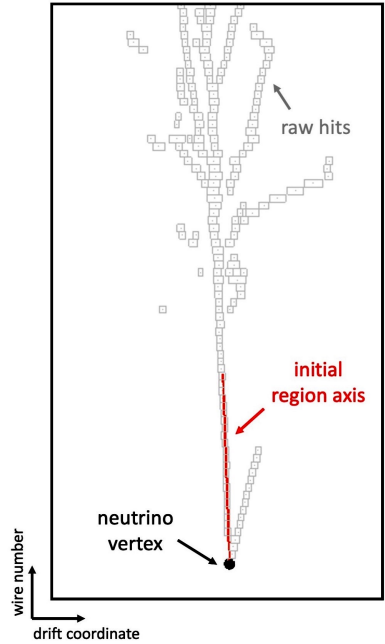 raw hits
initial
region axis
neutrino
vertex
wire number
drift coordinate